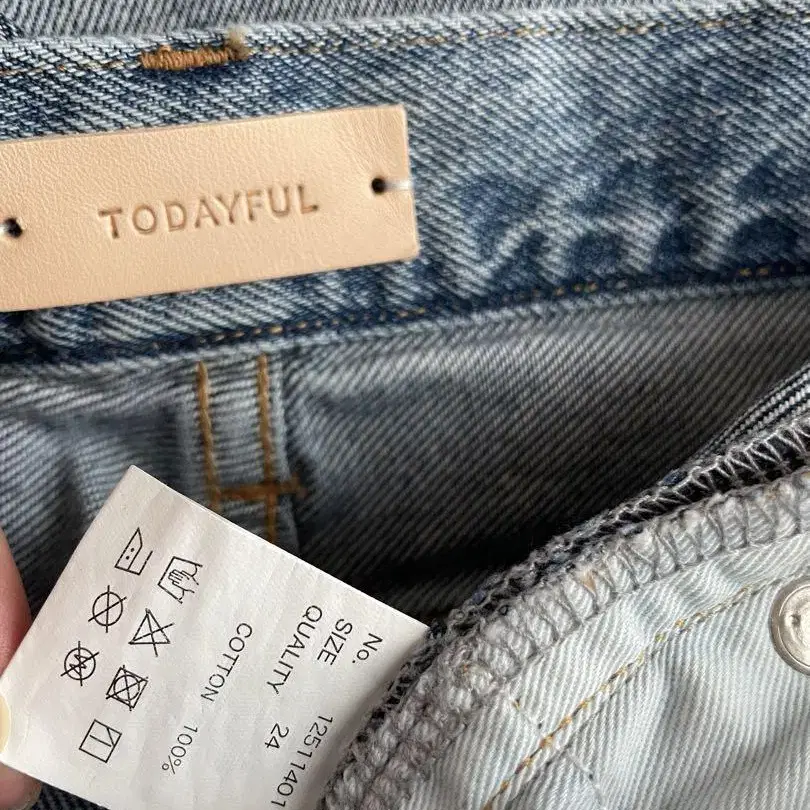 TODAYFUL
No. 12511401
SIZE 24
QUALITY
COTTON 100%